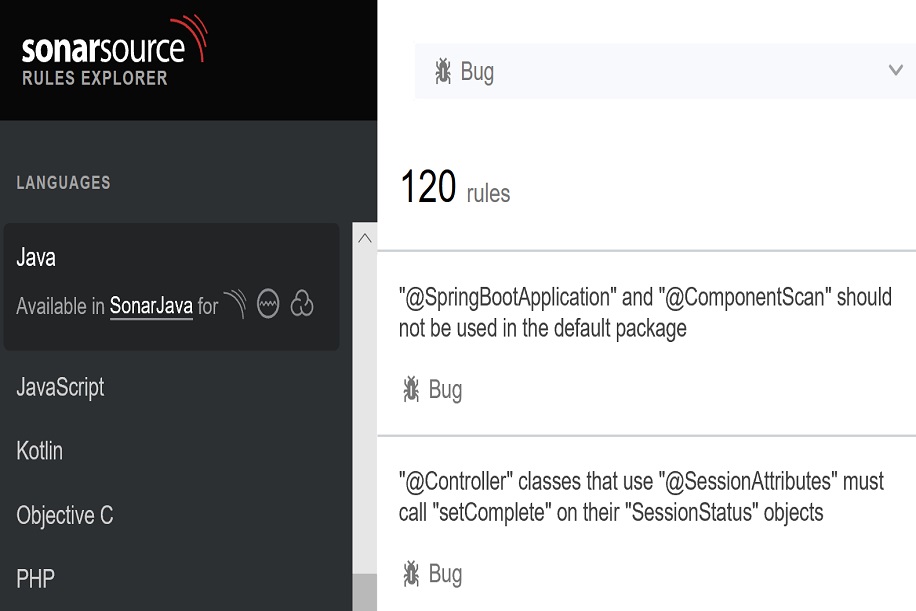 sonarsource
RULES EXPLORER
LANGUAGES
Java
Available in SonarJava for
JavaScript
Kotlin
Objective C
PHP
Bug
120 rules
"@SpringBootApplication" and "@ComponentScan" should
not be used in the default package
Bug
"@Controller" classes that use "@SessionAttributes" must
call "setComplete" on their "SessionStatus" objects
Bug